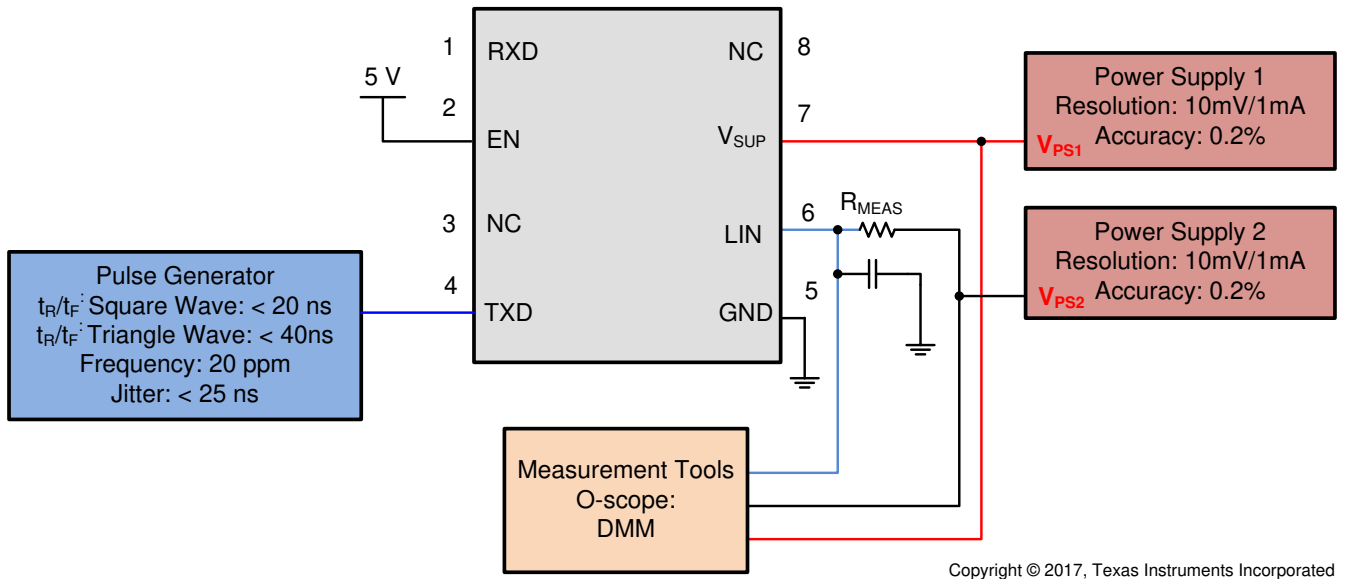 1
RXD
NC
8
5 V
2
EN
7
VSUP
3
NC
6
RMEAS
LIN
4
TXD
5
GND
Power Supply 1
Resolution: 10mV/1mA
VPS1 Accuracy: 0.2%
Power Supply 2
Resolution: 10mV/1mA
VPS2 Accuracy: 0.2%
Pulse Generator
tR/tF: Square Wave: < 20 ns
tR/tF: Triangle Wave: < 40ns
Frequency: 20 ppm
Jitter: < 25 ns
Measurement Tools
O-scope:
DMM
Copyright © 2017, Texas Instruments Incorporated